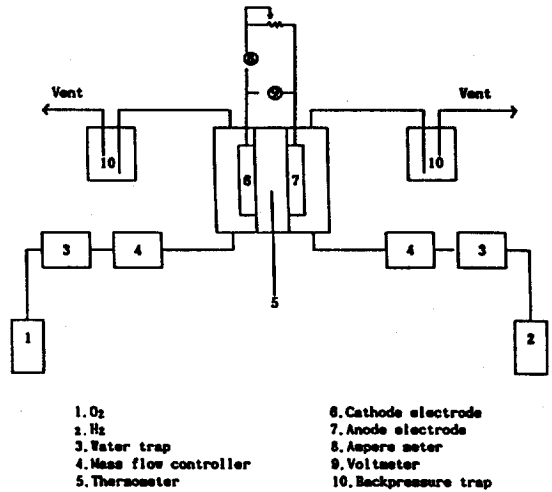 8
9
Vent
Vent
10
10
6
7
3
4
4
3
5
1
2
1. O₂
2. H₂
3. Water trap
4. Mass flow controller
5. Thermometer
6. Cathode electrode
7. Anode electrode
8. Ampere meter
9. Voltmeter
10. Backpressure trap